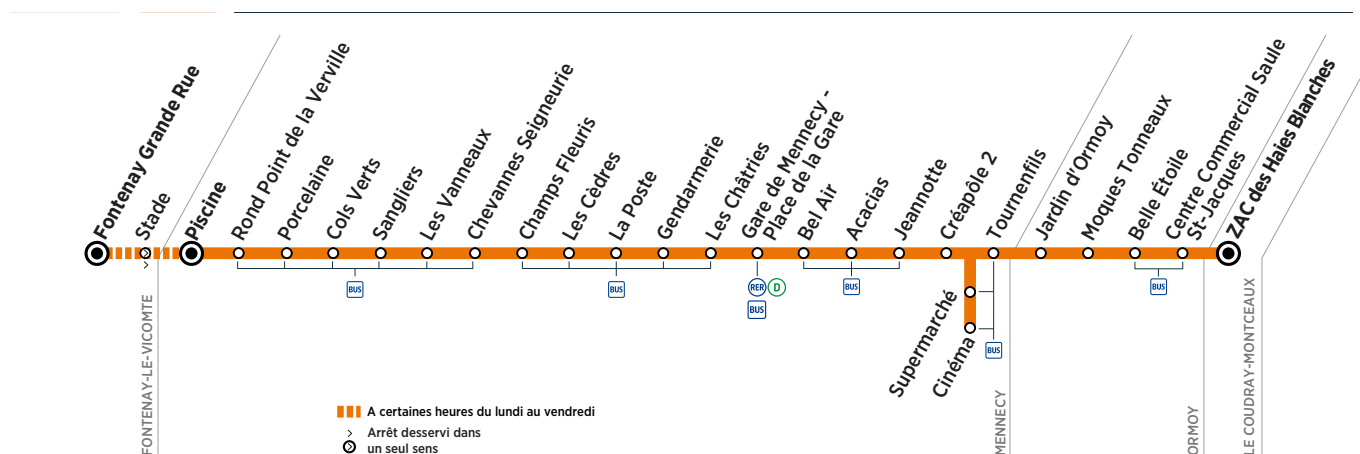 Fontenay Grande Rue
Stade
Piscine
Rond Point de la Verville
Porcelaine
Cols Verts
Sangliers
Les Vanneaux
Chevannes Seigneurie
Champs Fleuris
Les Cèdres
La Poste
Gendarmerie
Les Châtries
Gare de Mennecy -
Place de la Gare
Bel Air
Acacias
Jeannotte
Créapôle 2
Tournenfils
Jardin d'Ormoy
Moques Tonneaux
Belle Étoile
Centre Commercial Saule
St-Jacques
ZAC des Haies Blanches
BUS
BUS
RER D
BUS
BUS
BUS
Supermarché
Cinéma
BUS
FONTENAY-LE-VICOMTE
MENNECY
ORMOY
LE COUDRAY-MONTCEAUX
A certaines heures du lundi au vendredi
Arrêt desservi dans
un seul sens